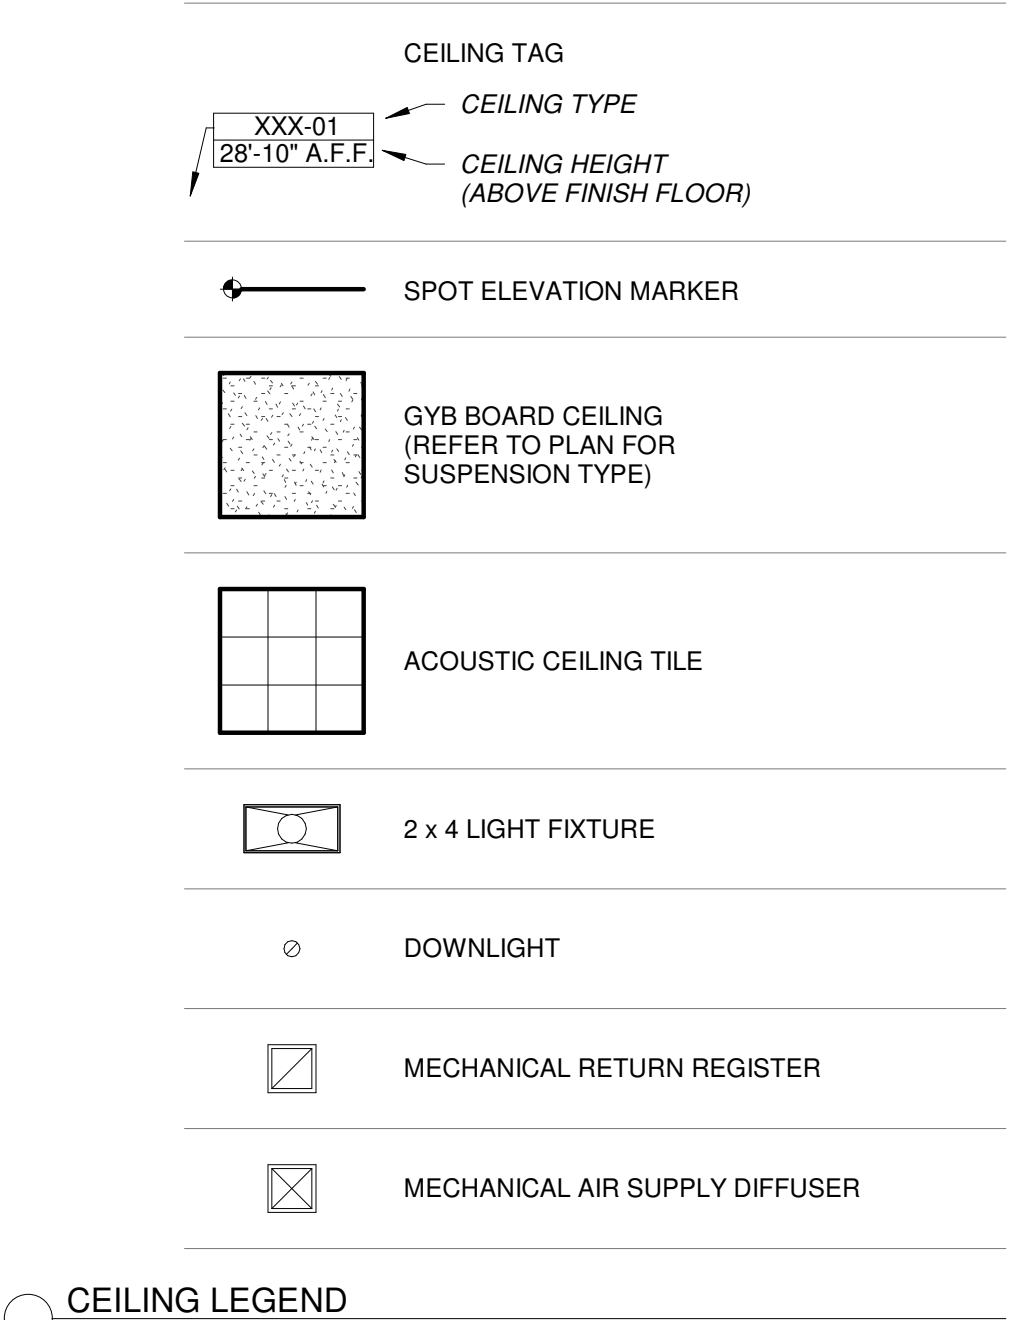 CEILING TAG
CEILING TYPE
XXX-01
28'-10" A.F.F.
CEILING HEIGHT
(ABOVE FINISH FLOOR)
SPOT ELEVATION MARKER
GYB BOARD CEILING
(REFER TO PLAN FOR
SUSPENSION TYPE)
ACOUSTIC CEILING TILE
2 x 4 LIGHT FIXTURE
DOWNLIGHT
MECHANICAL RETURN REGISTER
MECHANICAL AIR SUPPLY DIFFUSER
CEILING LEGEND